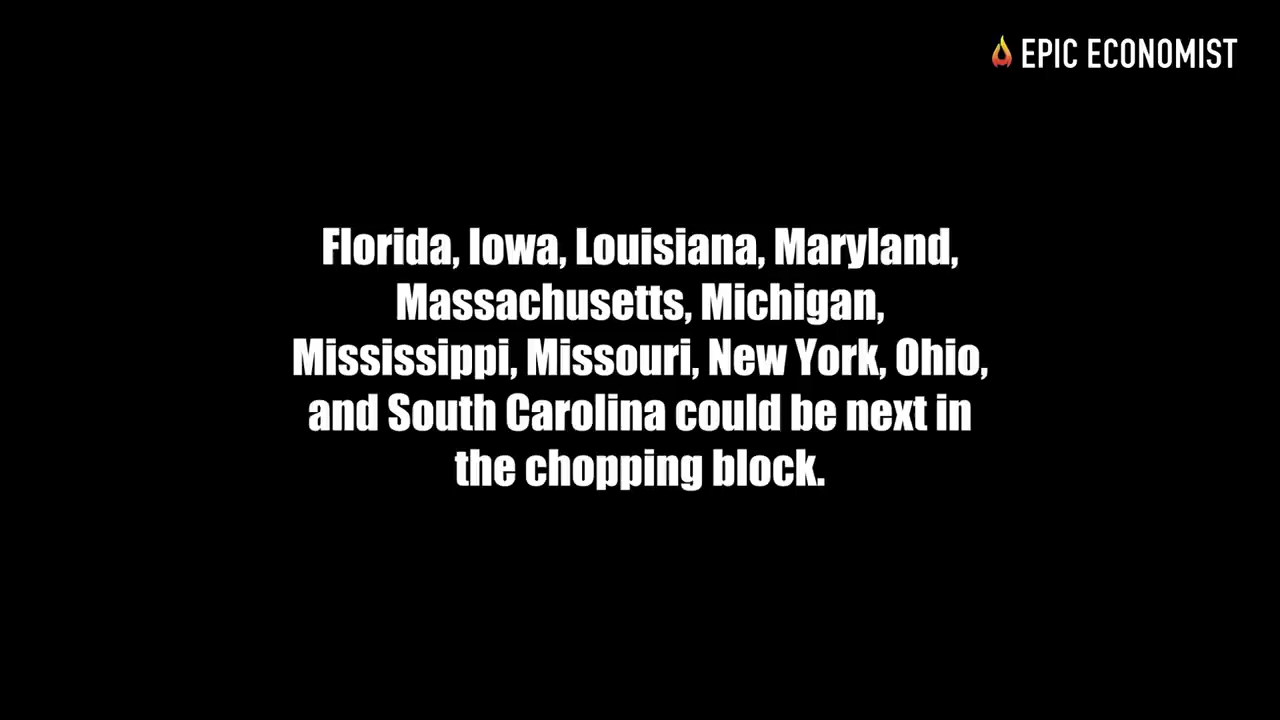 EPIC ECONOMIST
Florida, Iowa, Louisiana, Maryland,
Massachusetts, Michigan,
Mississippi, Missouri, New York, Ohio,
and South Carolina could be next in
the chopping block.